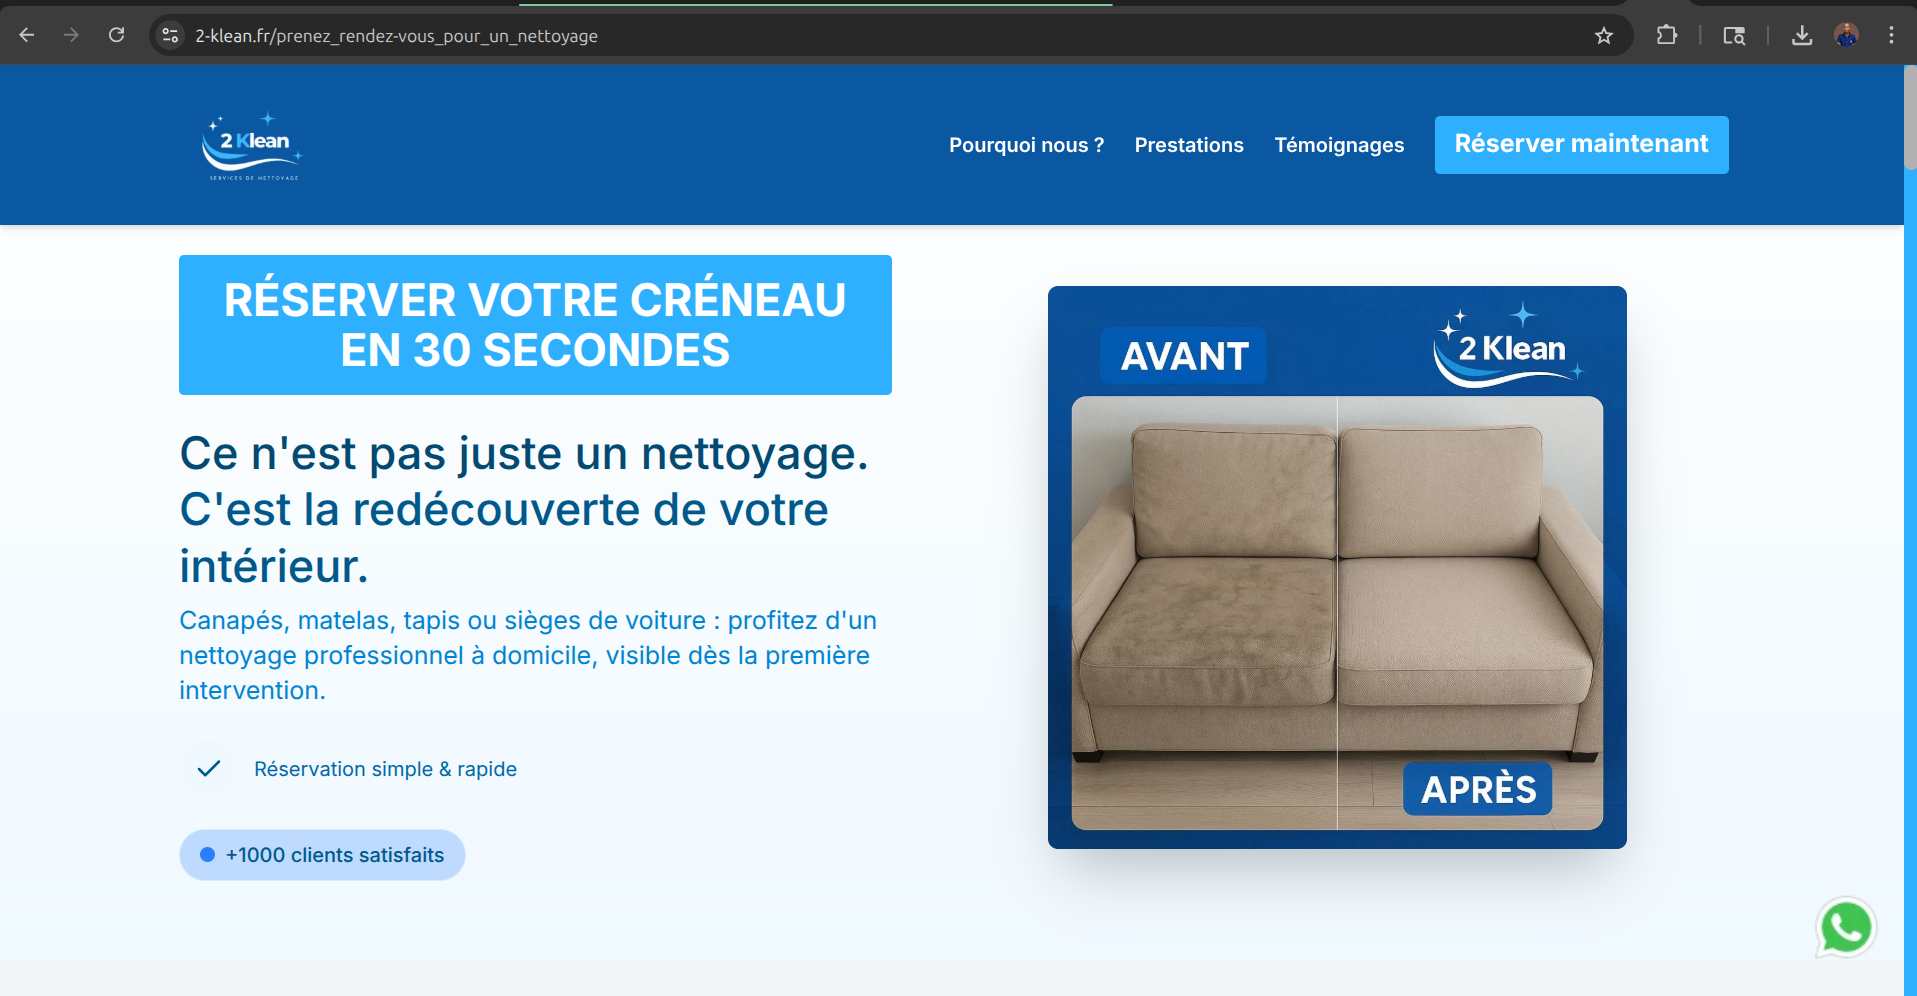 2-klean.fr/prenez_rendez-vous_pour_un_nettoyage
2 Klean
SERVICES DE NETTOYAGE
Pourquoi nous ?
Prestations
Témoignages
Réserver maintenant
RÉSERVER VOTRE CRÉNEAU
EN 30 SECONDES
Ce n'est pas juste un nettoyage.
C'est la redécouverte de votre
intérieur.
Canapés, matelas, tapis ou sièges de voiture : profitez d'un
nettoyage professionnel à domicile, visible dès la première
intervention.
Réservation simple & rapide
+1000 clients satisfaits
AVANT
2 Klean
APRÈS